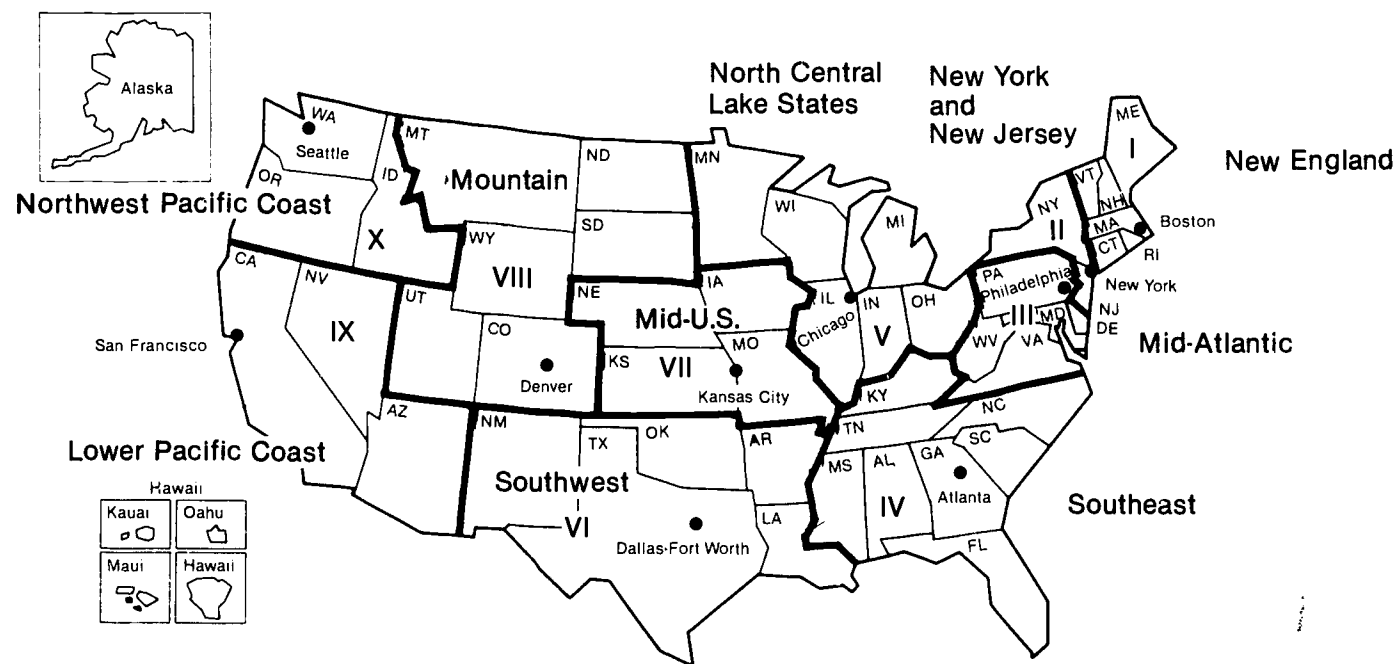 Alaska
North Central
Lake States
New York
and
New Jersey
New England
Northwest Pacific Coast
WA
Seattle
OR
ID
X
MT
Mountain
ND
SD
WY
VIII
MN
WI
MI
ME
I
VT
NH
NY
II
MA
Boston
CT
RI
CA
NV
IX
UT
CO
Denver
NE
IA
Mid-U.S.
KS
VII
MO
Kansas City
IL
Chicago
IN
V
OH
PA
Philadelphia
New York
NJ
DE
MD
III
WV
VA
Mid-Atlantic
San Francisco
AZ
NM
TX
OK
AR
KY
TN
NC
SC
Lower Pacific Coast
Southwest
VI
Dallas-Fort Worth
LA
MS
AL
IV
GA
Atlanta
FL
Southeast
Hawaii
Kauai
Oahu
Maui
Hawaii